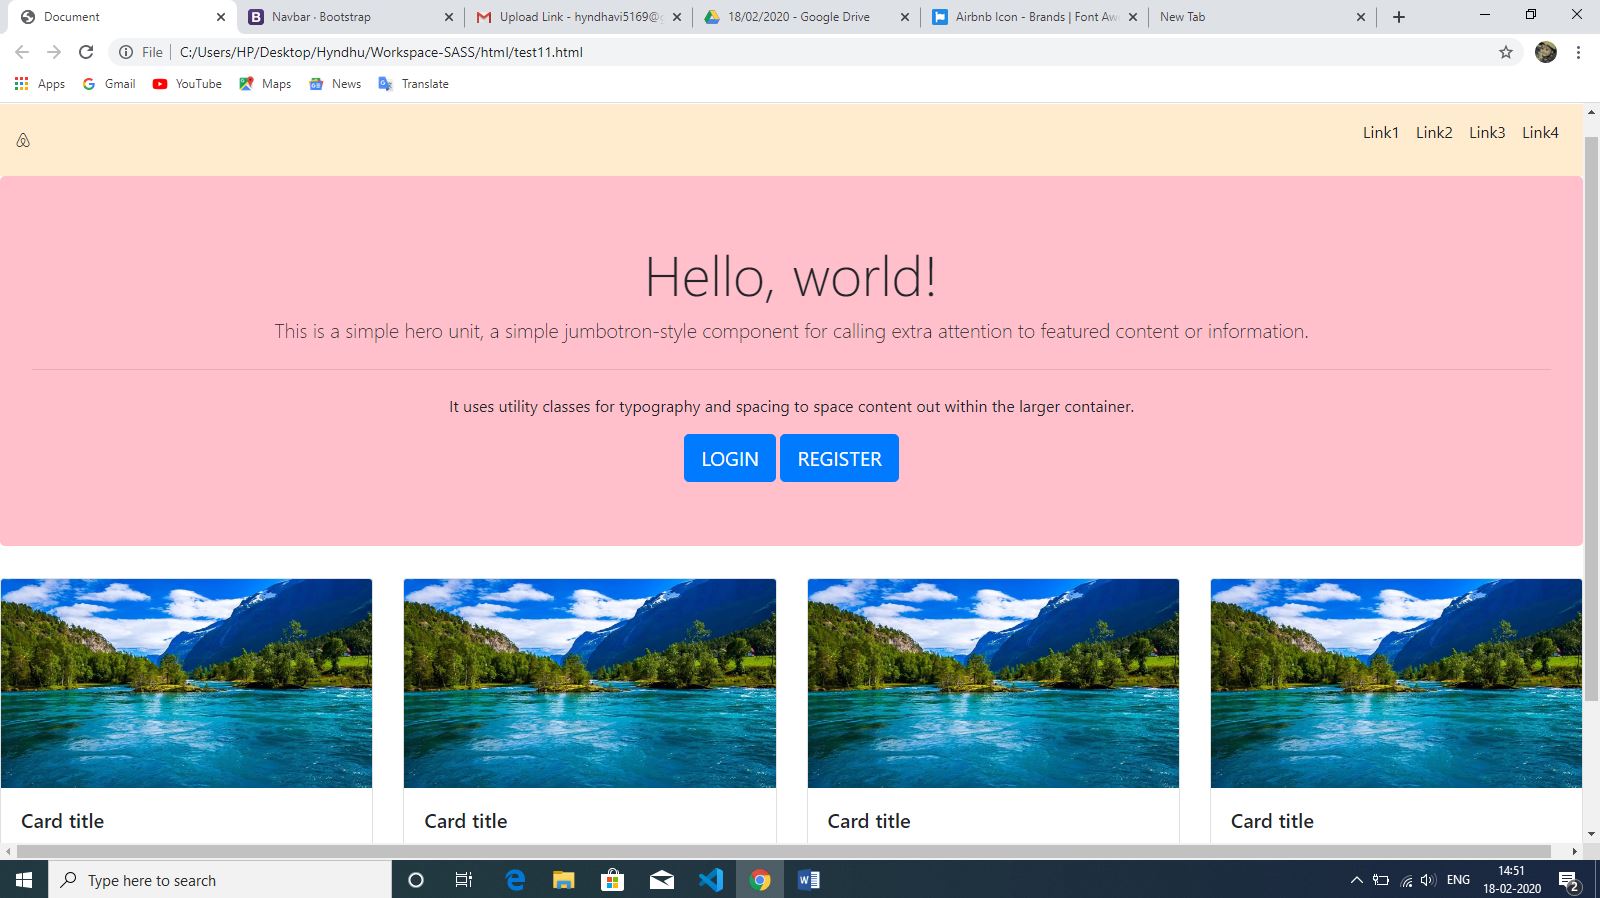 Document
Navbar · Bootstrap
Upload Link - hyndhavi5169@g
18/02/2020 - Google Drive
Airbnb Icon - Brands | Font Aw
New Tab
File
C:/Users/HP/Desktop/Hyndhu/Workspace-SASS/html/test11.html
Apps Gmail YouTube Maps News Translate
Link1 Link2 Link3 Link4
Hello, world!
This is a simple hero unit, a simple jumbotron-style component for calling extra attention to featured content or information.
It uses utility classes for typography and spacing to space content out within the larger container.
LOGIN REGISTER
Card title Card title Card title Card title
Type here to search
ENG
14:51
18-02-2020
2